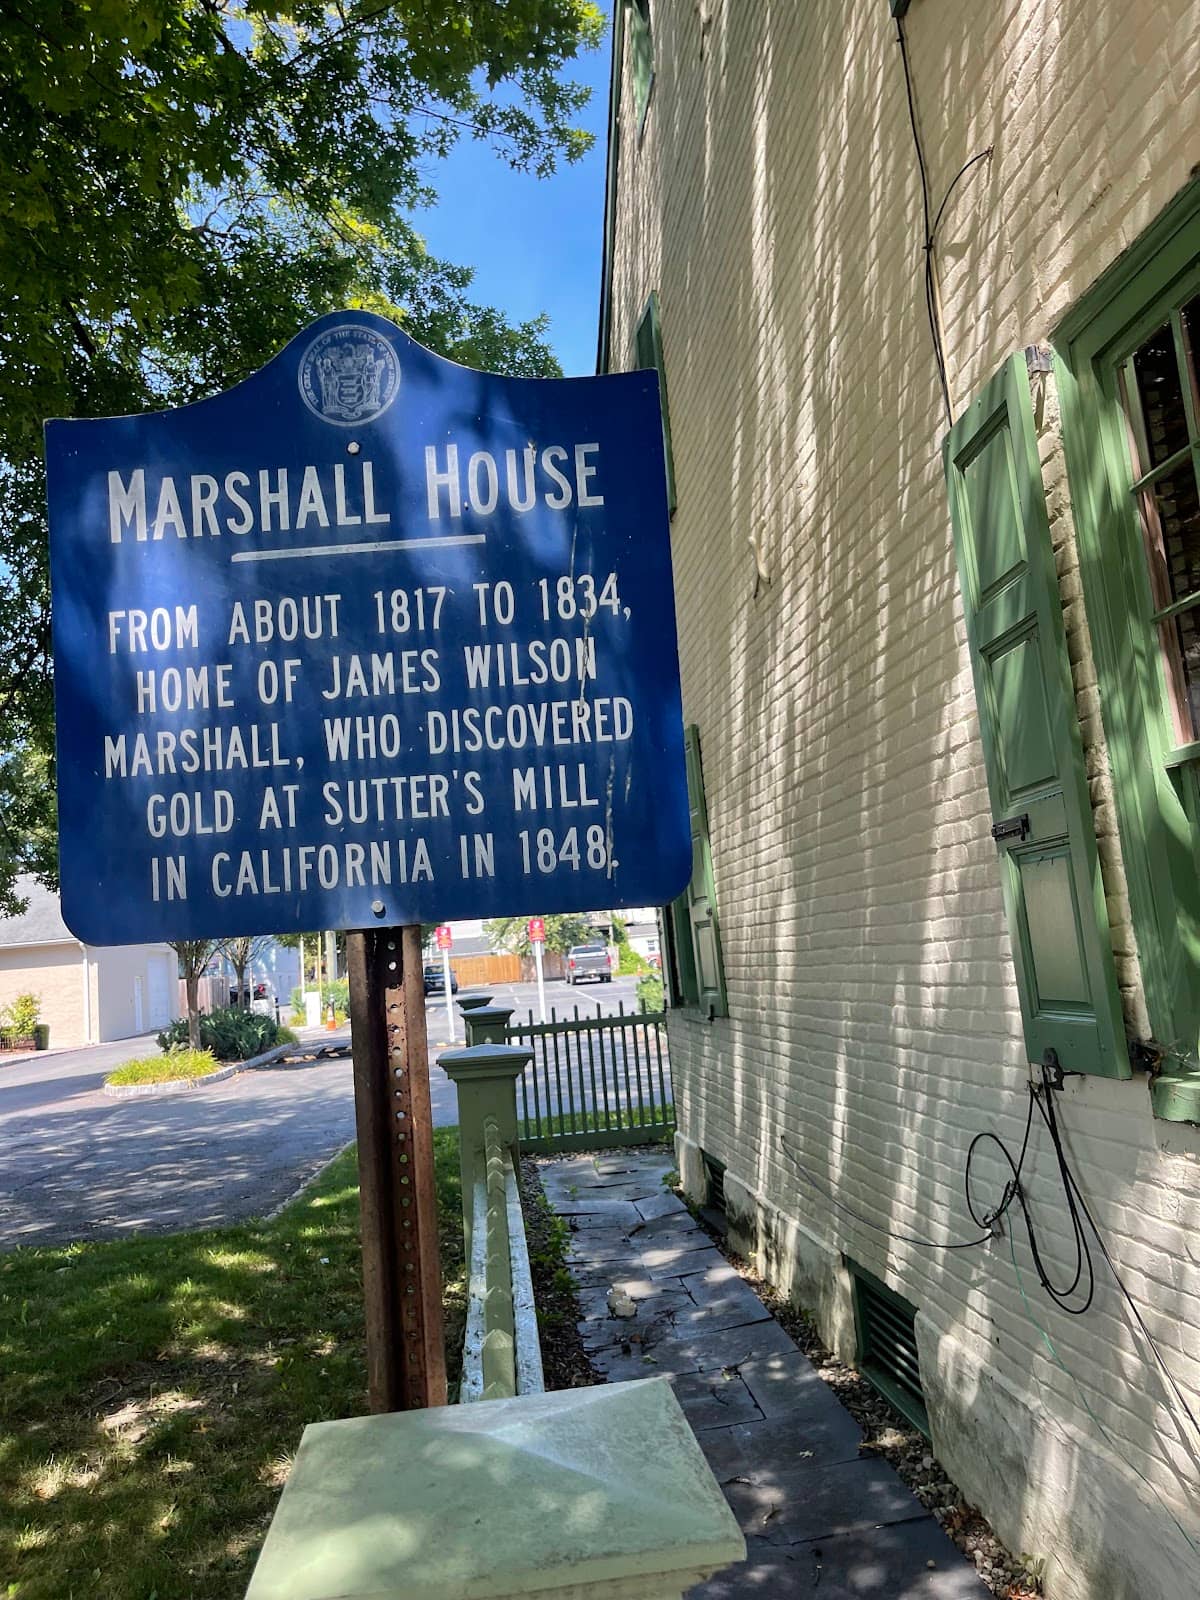 MARSHALL HOUSE
FROM ABOUT 1817 TO 1834,
HOME OF JAMES WILSON
MARSHALL, WHO DISCOVERED
GOLD AT SUTTER'S MILL
IN CALIFORNIA IN 1848.